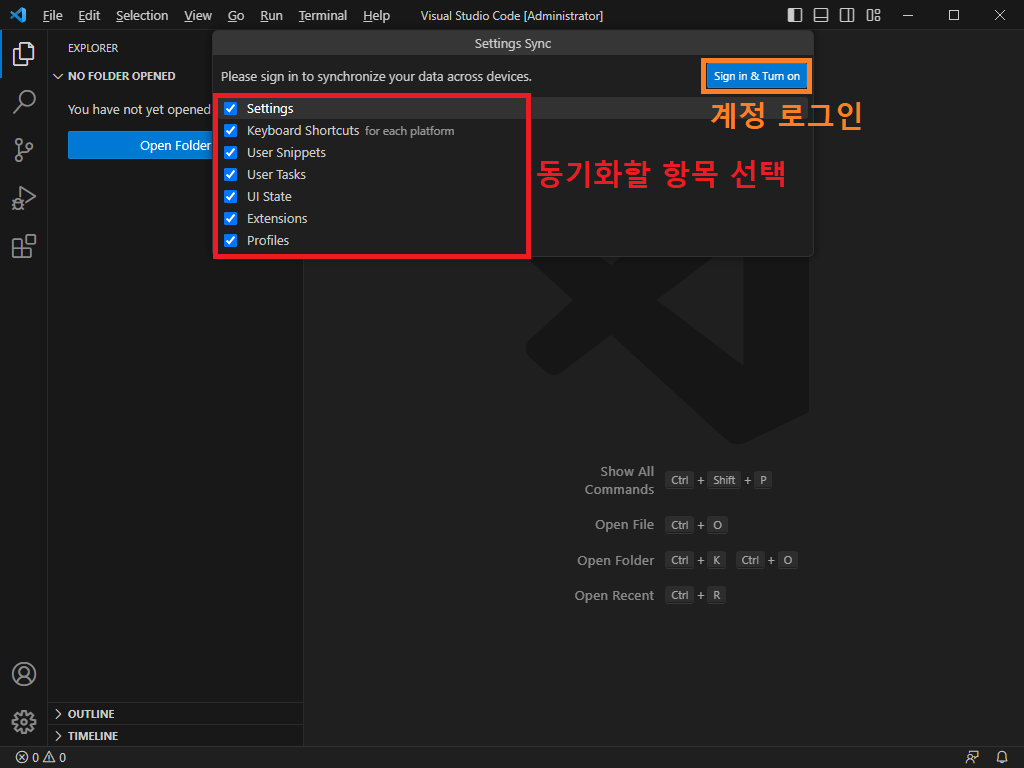 File Edit Selection View Go Run Terminal Help Visual Studio Code [Administrator]
EXPLORER
Settings Sync
NO FOLDER OPENED
Please sign in to synchronize your data across devices.
Sign in & Turn on
You have not yet opened
Settings
계정 로그인
Keyboard Shortcuts for each platform
Open Folder
User Snippets
동기화할 항목 선택
User Tasks
UI State
Extensions
Profiles
Show All Commands Ctrl + Shift + P
Open File Ctrl + O
Open Folder Ctrl + K Ctrl + O
Open Recent Ctrl + R
OUTLINE
TIMELINE
0 0